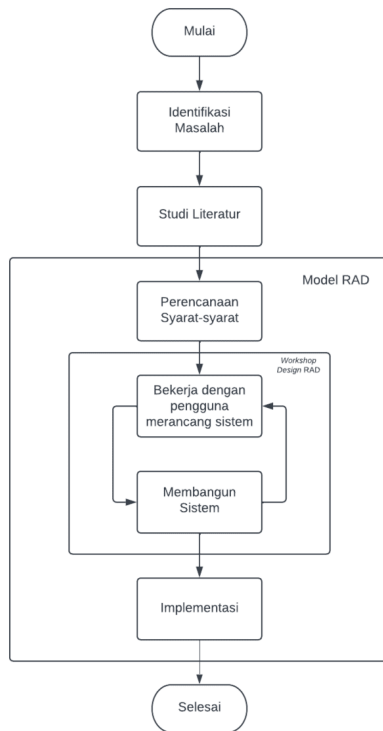 Mulai
Identifikasi
Masalah
Studi Literatur
Model RAD
Perencanaan
Syarat-syarat
Workshop
Design RAD
Bekerja dengan
pengguna
merancang sistem
Membangun
Sistem
Implementasi
Selesai